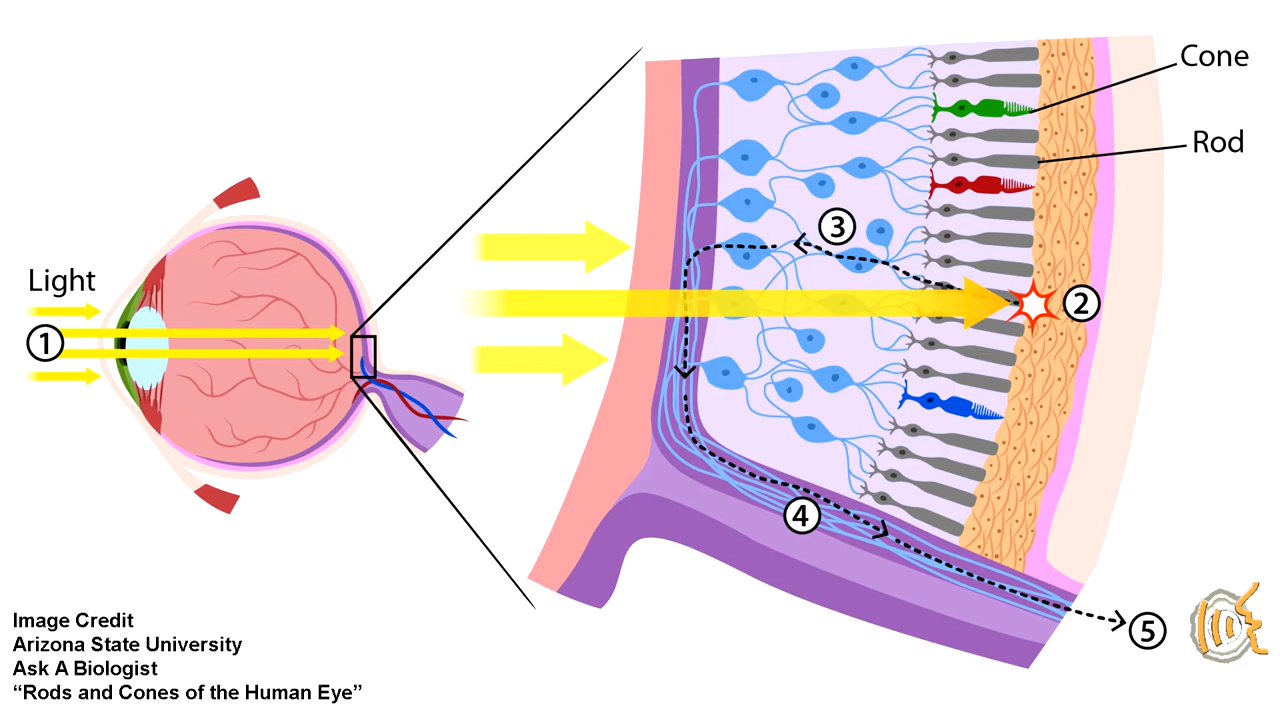 Cone
Rod
Light
1
2
3
4
5
Image Credit
Arizona State University
Ask A Biologist
“Rods and Cones of the Human Eye”